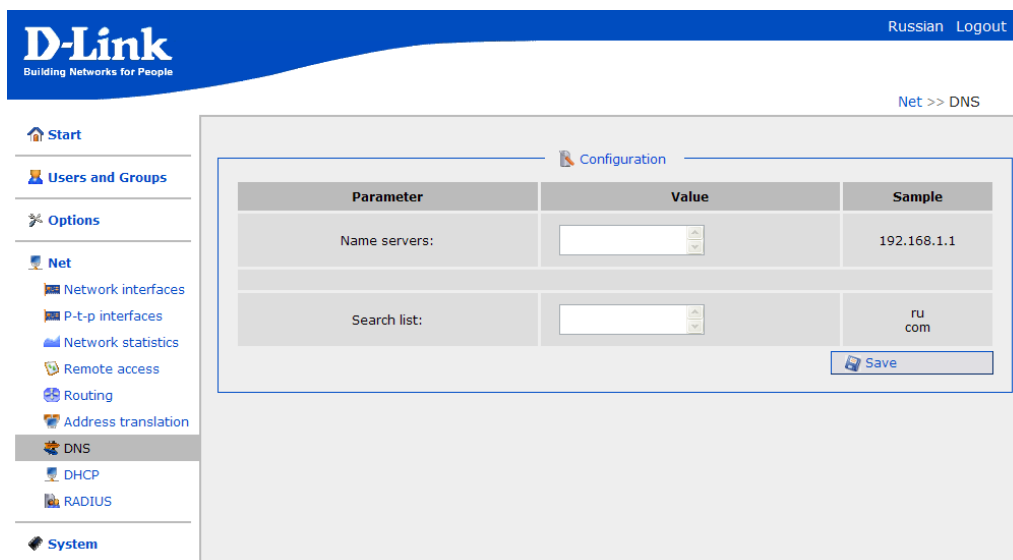 Russian Logout
D-Link
Building Networks for People
Net >> DNS
Start
Users and Groups
Options
Net
Network interfaces
P-t-p interfaces
Network statistics
Remote access
Routing
Address translation
DNS
DHCP
RADIUS
System
Configuration
Parameter Value Sample
Name servers: 192.168.1.1
Search list: ru
com
Save